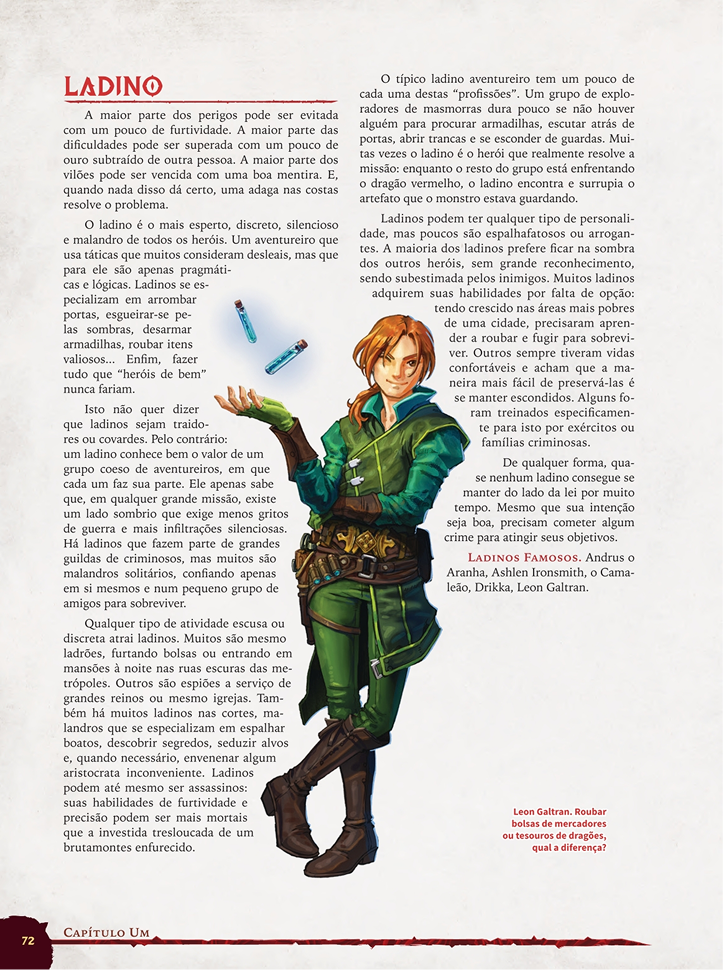 LADINO
A maior parte dos perigos pode ser evitada
com um pouco de furtividade. A maior parte das
dificuldades pode ser superada com um pouco de
ouro subtraído de outra pessoa. A maior parte dos
vilões pode ser vencida com uma boa mentira. E,
quando nada disso dá certo, uma adaga nas costas
resolve o problema.
O ladino é o mais esperto, discreto, silencioso
e malandro de todos os heróis. Um aventureiro que
usa táticas que muitos consideram desleais, mas que
para ele são apenas pragmáti-
cas e lógicas. Ladinos se es-
pecializam em arrombar
portas, esgueirar-se pe-
las sombras, desarmar
armadilhas, roubar itens
valiosos... Enfim, fazer
tudo que “heróis de bem”
nunca fariam.
Isto não quer dizer
que ladinos sejam traido-
res ou covardes. Pelo contrário:
um ladino conhece bem o valor de um
grupo coeso de aventureiros, em que
cada um faz sua parte. Ele apenas sabe
que, em qualquer grande missão, existe
um lado sombrio que exige menos gritos
de guerra e mais infiltrações silenciosas.
Há ladinos que fazem parte de grandes
guildas de criminosos, mas muitos são
malandros solitários, confiando apenas
em si mesmos e num pequeno grupo de
amigos para sobreviver.
Qualquer tipo de atividade escusa ou
discreta atrai ladinos. Muitos são mesmo
ladrões, furtando bolsas ou entrando em
mansões à noite nas ruas escuras das me-
trópoles. Outros são espiões a serviço de
grandes reinos ou mesmo igrejas. Tam-
bém há muitos ladinos nas cortes, ma-
landros que se especializam em espalhar
boatos, descobrir segredos, seduzir alvos
e, quando necessário, envenenar algum
aristocrata inconveniente. Ladinos
podem até mesmo ser assassinos:
suas habilidades de furtividade e
precisão podem ser mais mortais
que a investida tresloucada de um
brutamontes enfurecido.
O típico ladino aventureiro tem um pouco de
cada uma destas “profissões”. Um grupo de explo-
radores de masmorras dura pouco se não houver
alguém para procurar armadilhas, escutar atrás de
portas, abrir trancas e se esconder de guardas. Mui-
tas vezes o ladino é o herói que realmente resolve a
missão: enquanto o resto do grupo está enfrentando
o dragão vermelho, o ladino encontra e surrupia o
artefato que o monstro estava guardando.
Ladinos podem ter qualquer tipo de personali-
dade, mas poucos são espalhafatosos ou arrogan-
tes. A maioria dos ladinos prefere ficar na sombra
dos outros heróis, sem grande reconhecimento,
sendo subestimada pelos inimigos. Muitos ladinos
adquirem suas habilidades por falta de opção:
tendo crescido nas áreas mais pobres
de uma cidade, precisaram apren-
der a roubar e fugir para sobrevi-
ver. Outros sempre tiveram vidas
confortáveis e acham que a ma-
neira mais fácil de preservá-las é
se manter escondidos. Alguns fo-
ram treinados especificamen-
te para isto por exércitos ou
famílias criminosas.
De qualquer forma, qua-
se nenhum ladino consegue se
manter do lado da lei por muito
tempo. Mesmo que sua intenção
seja boa, precisam cometer algum
crime para atingir seus objetivos.
LADINOS FAMOSOS. Andrus o
Aranha, Ashlen Ironsmith, o Cama-
leão, Drikka, Leon Galtran.
Leon Galtran. Roubar
bolsas de mercadores
ou tesouros de dragões,
qual a diferença?
72
CAPÍTULO UM